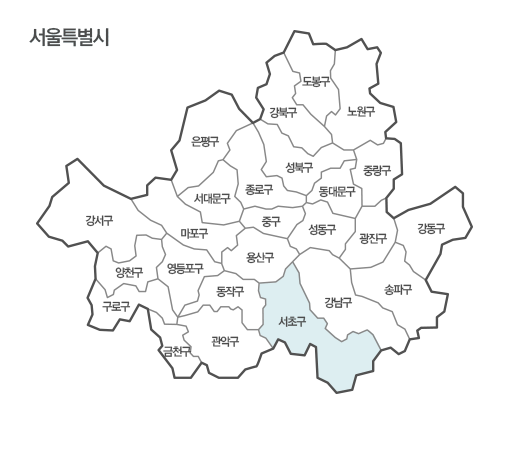 서울특별시
도봉구
강북구
노원구
은평구
성북구
중랑구
서대문구
종로구
동대문구
강서구
마포구
중구
성동구
광진구
강동구
양천구
영등포구
용산구
구로구
동작구
강남구
송파구
서초구
금천구
관악구